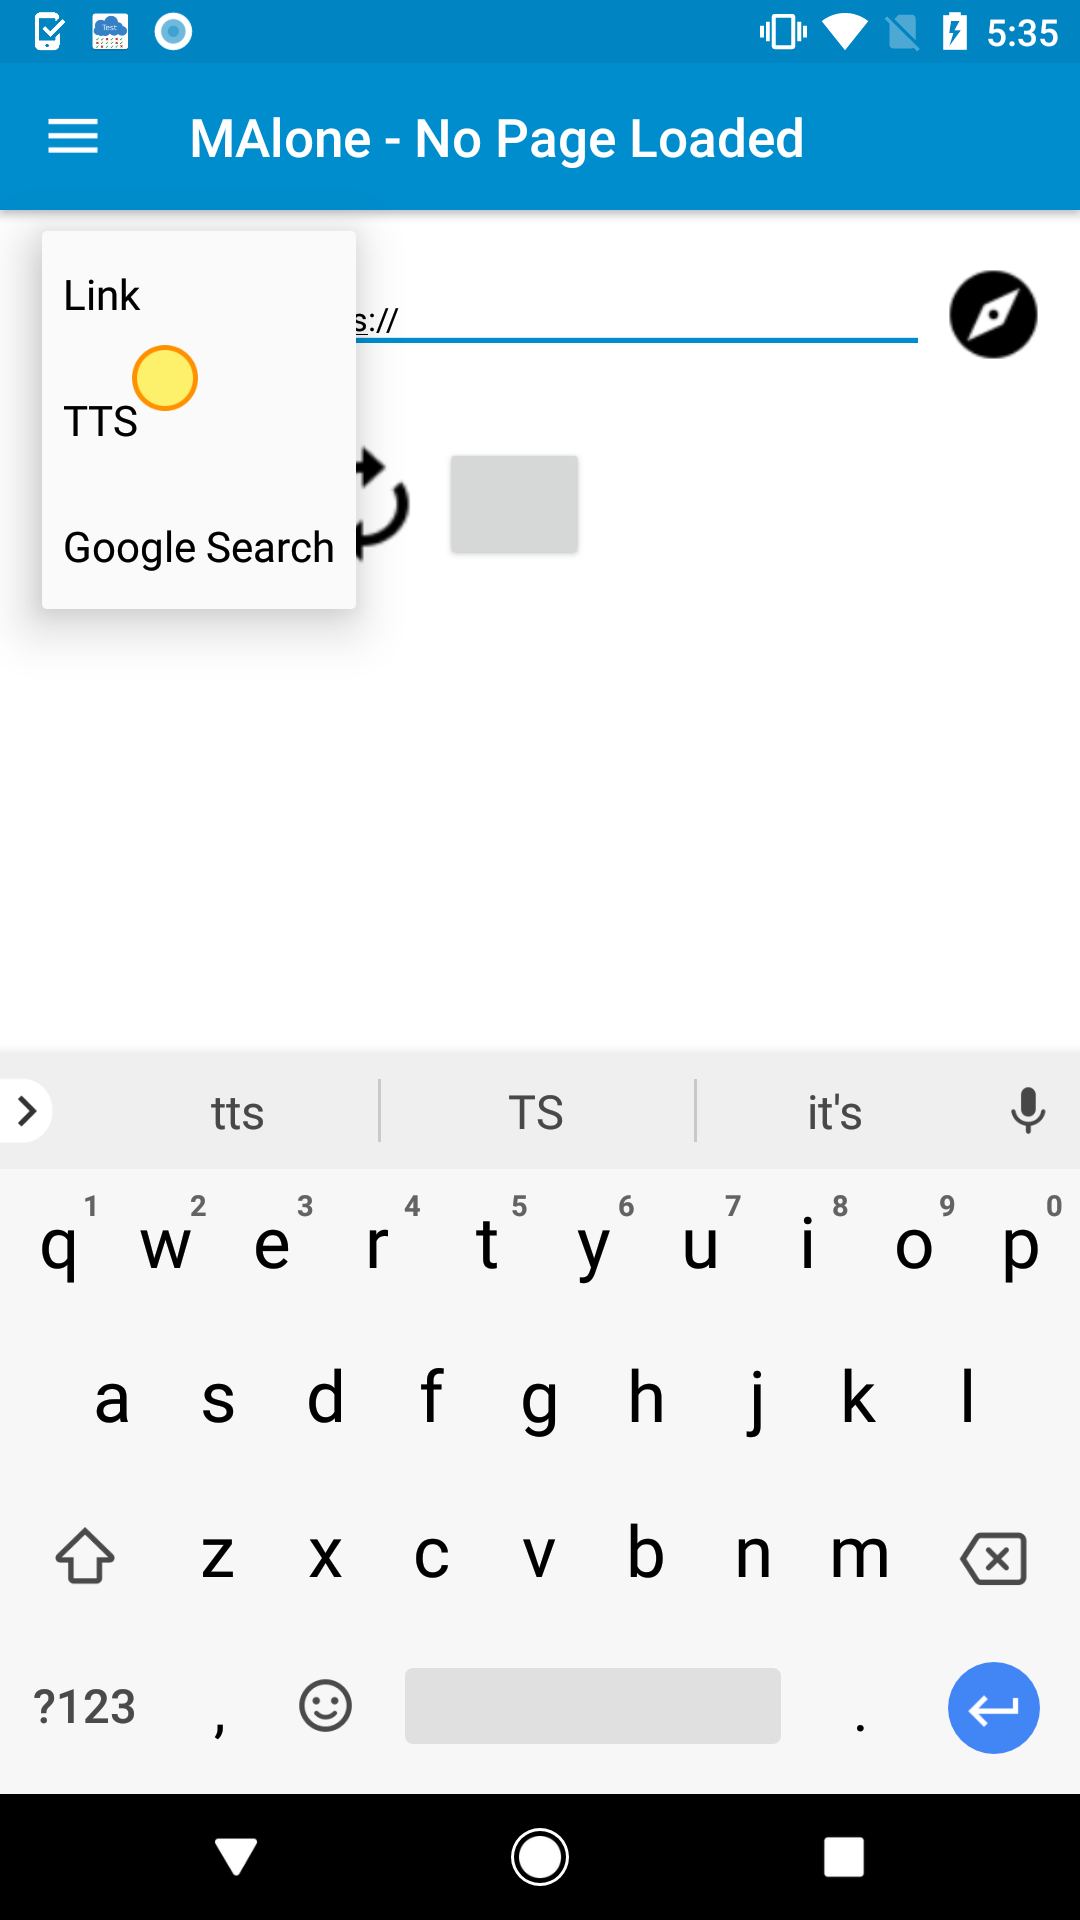 Test
5:35
MAlone - No Page Loaded
Link
s://
TTS
Google Search
tts
TS
it's
1 2 3 4 5 6 7 8 9 0
q w e r t y u i o p
a s d f g h j k l
z x c v b n m
?123 , .